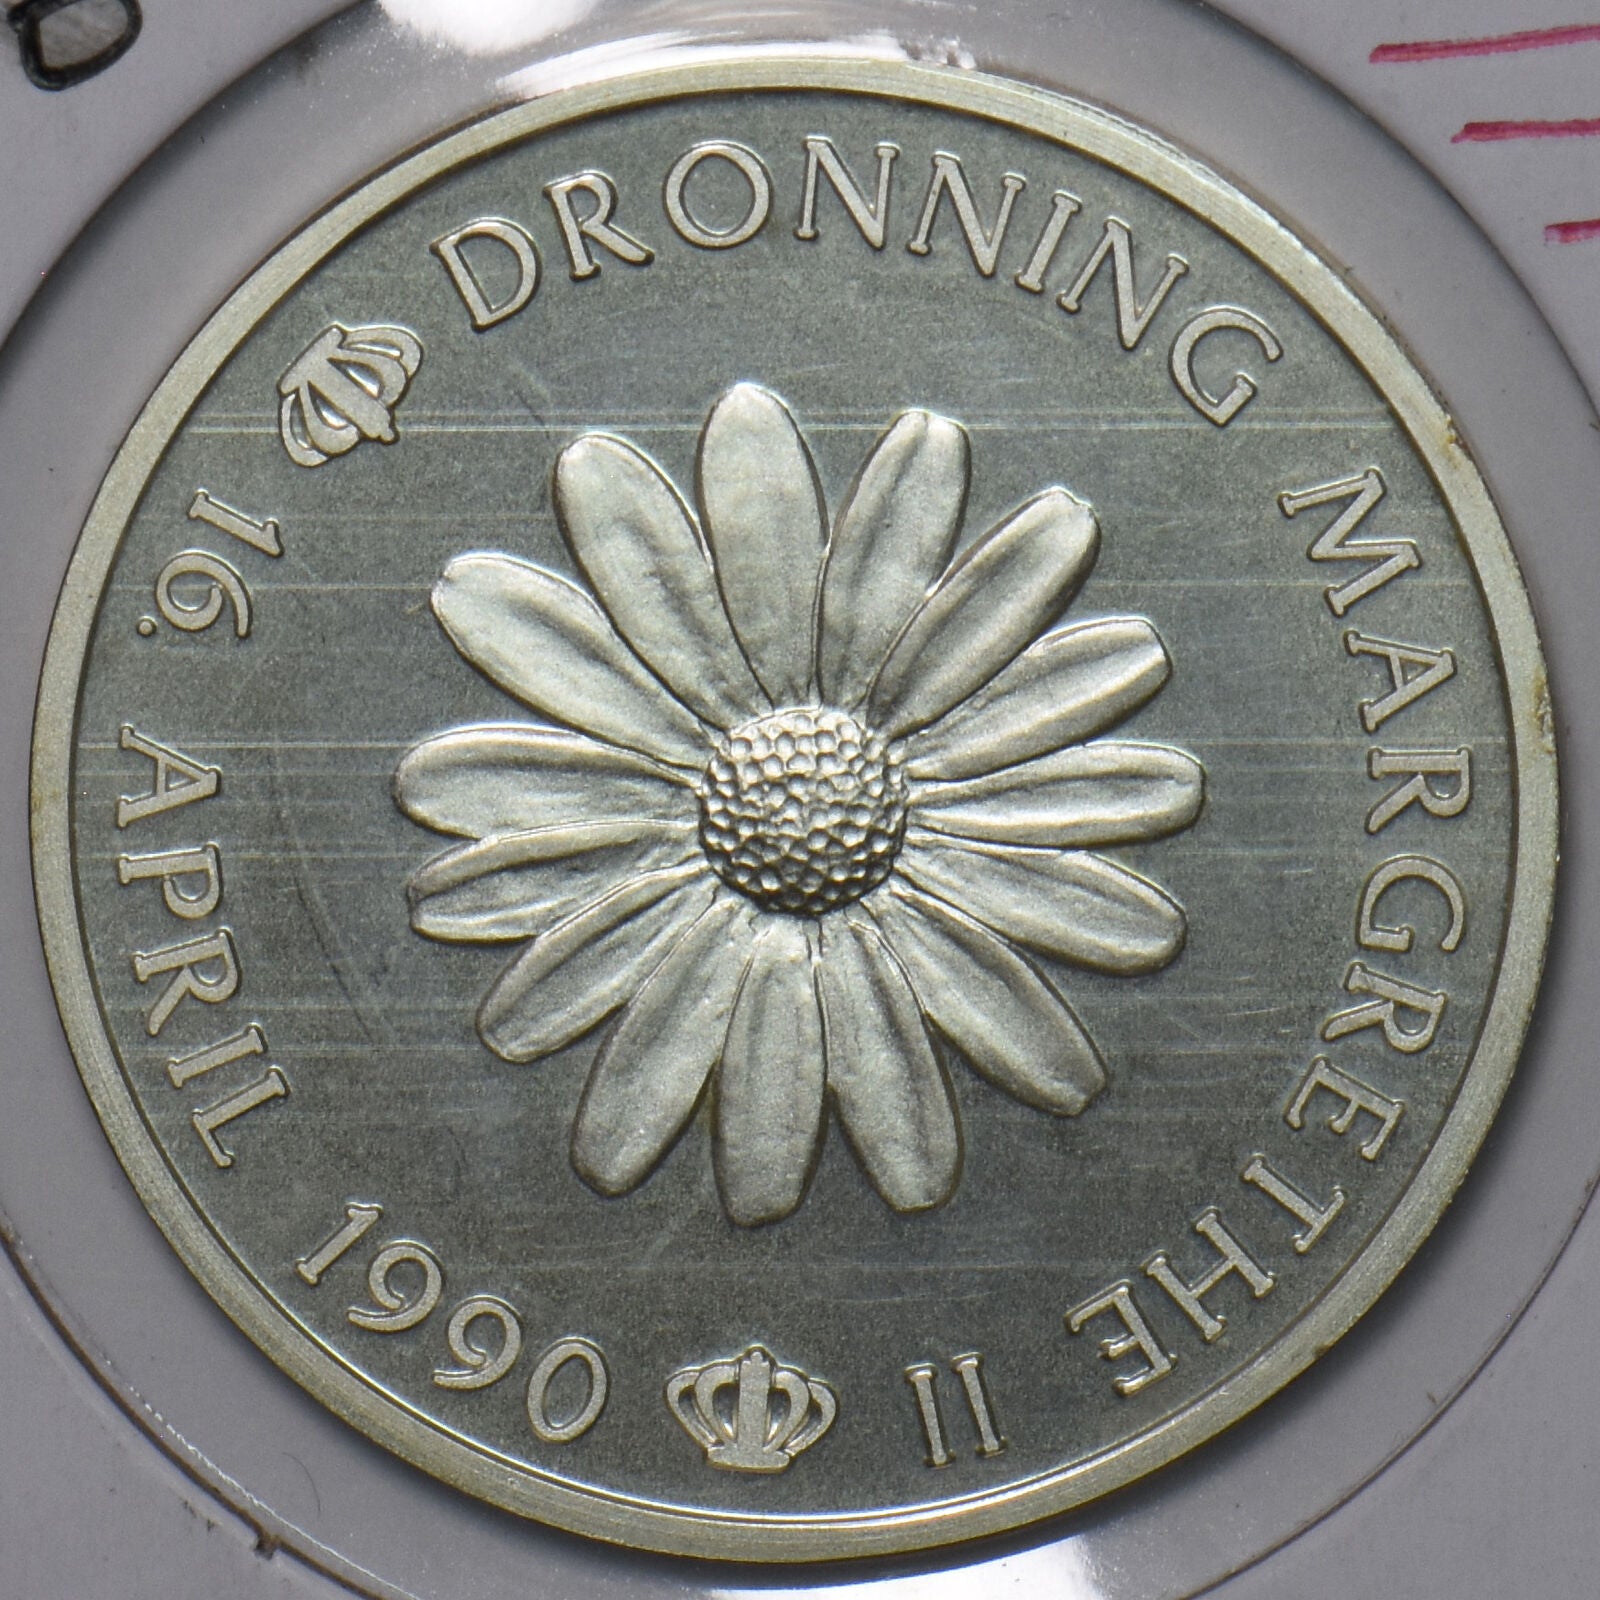 DRONNING MARGRETHE II
16. APRIL 1990